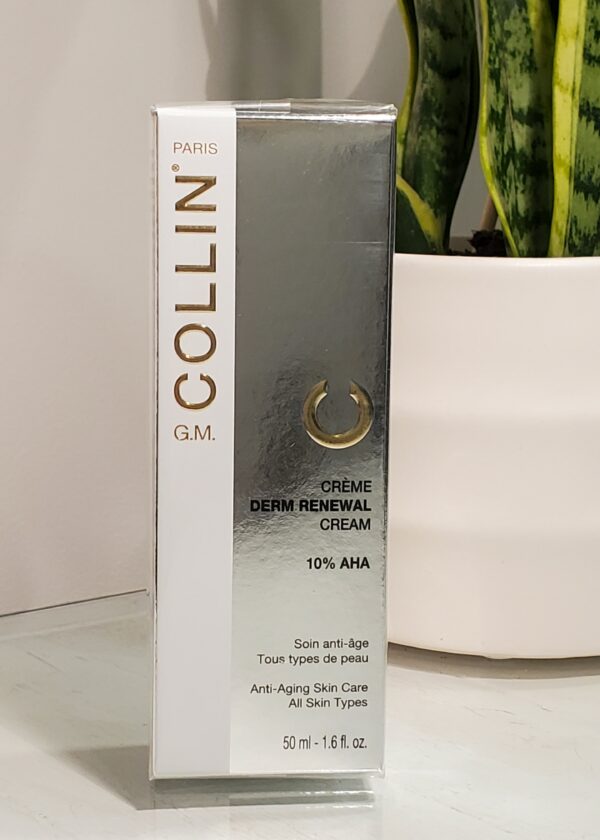 PARIS
G.M. COLLIN®
CRÈME
DERM RENEWAL
CREAM
10% AHA
Soin anti-âge
Tous types de peau
Anti-Aging Skin Care
All Skin Types
50 ml - 1.6 fl. oz.